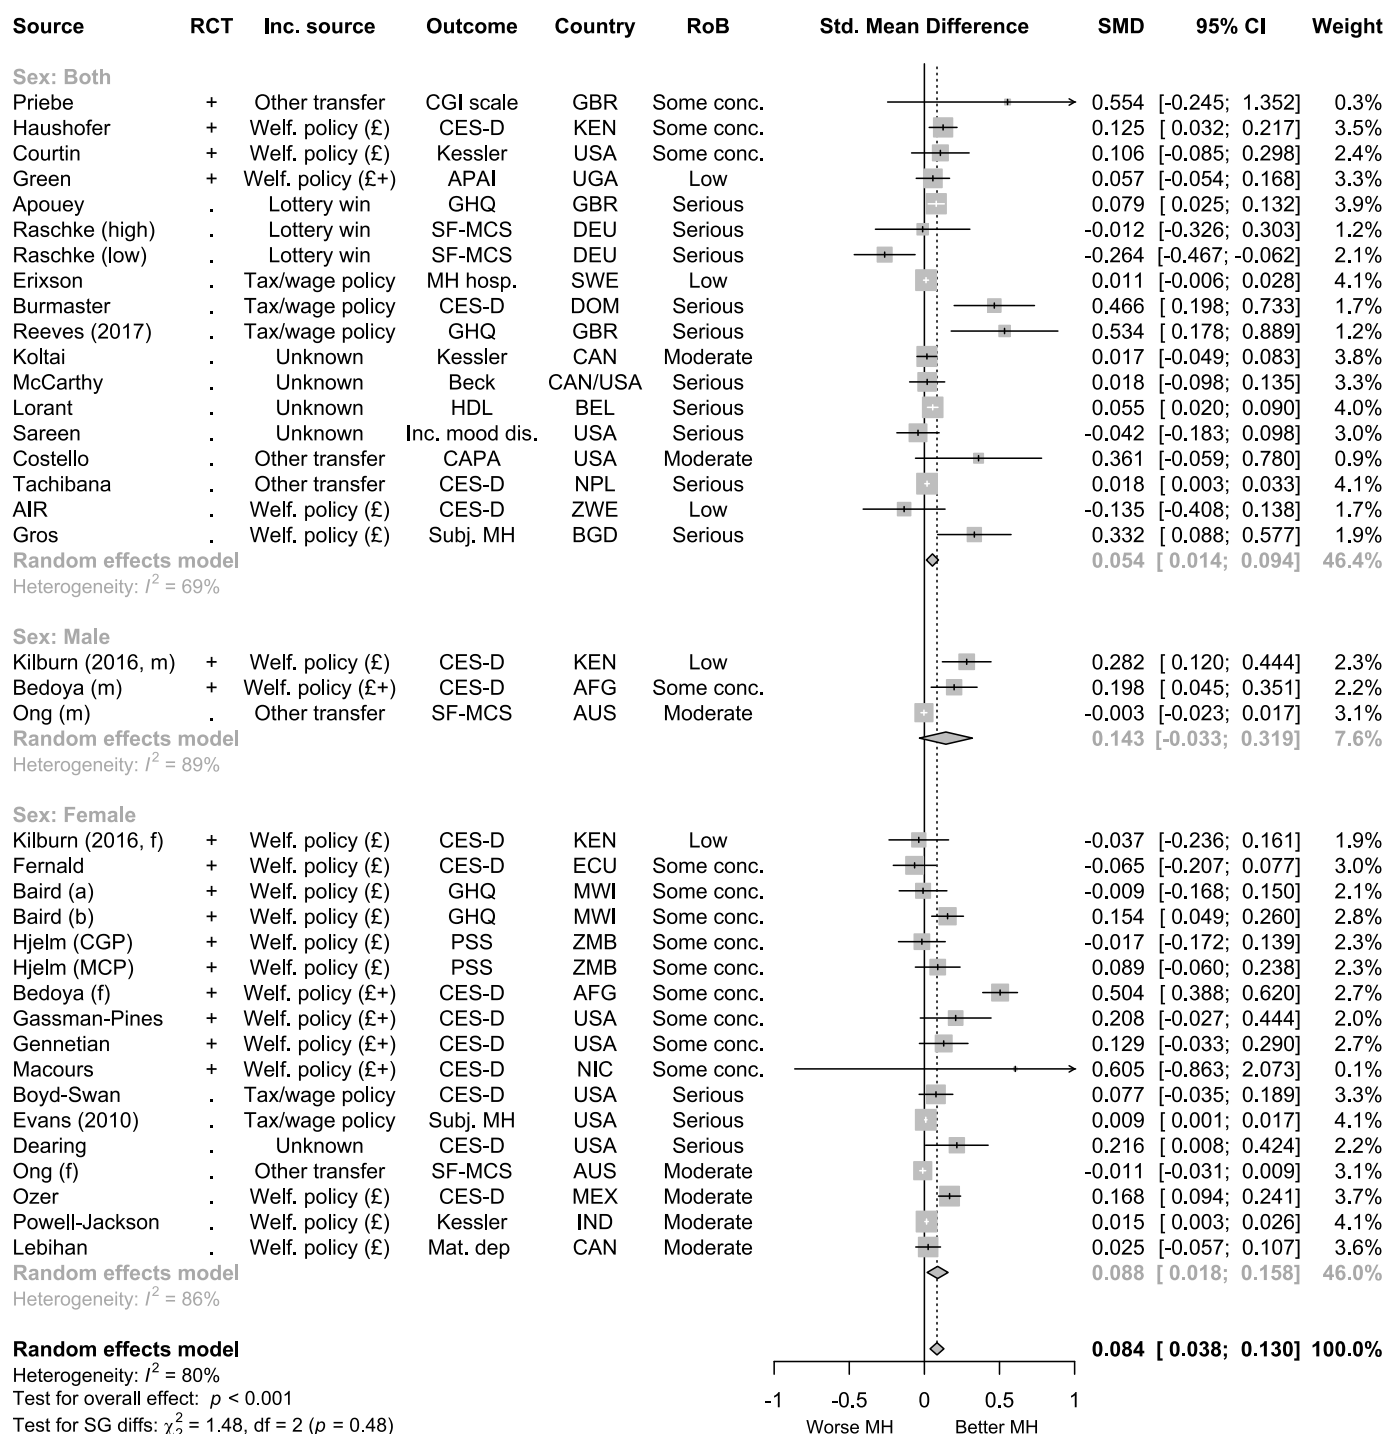 Source RCT Inc. source Outcome Country RoB Std. Mean Difference SMD 95% CI Weight
Sex: Both
Priebe + Other transfer CGI scale GBR Some conc. 0.554 [-0.245; 1.352] 0.3%
Haushofer + Welf. policy (£) CES-D KEN Some conc. 0.125 [ 0.032; 0.217] 3.5%
Courtin + Welf. policy (£) Kessler USA Some conc. 0.106 [-0.085; 0.298] 2.4%
Green + Welf. policy (£+) APAI UGA Low 0.057 [-0.054; 0.168] 3.3%
Apouey . Lottery win GHQ GBR Serious 0.079 [ 0.025; 0.132] 3.9%
Raschke (high) . Lottery win SF-MCS DEU Serious -0.012 [-0.326; 0.303] 1.2%
Raschke (low) . Lottery win SF-MCS DEU Serious -0.264 [-0.467; -0.062] 2.1%
Erixson . Tax/wage policy MH hosp. SWE Low 0.011 [-0.006; 0.028] 4.1%
Burmaster . Tax/wage policy CES-D DOM Serious 0.466 [ 0.198; 0.733] 1.7%
Reeves (2017) . Tax/wage policy GHQ GBR Serious 0.534 [ 0.178; 0.889] 1.2%
Koltai . Unknown Kessler CAN Moderate 0.017 [-0.049; 0.083] 3.8%
McCarthy . Unknown Beck CAN/USA Serious 0.018 [-0.098; 0.135] 3.3%
Lorant . Unknown HDL BEL Serious 0.055 [ 0.020; 0.090] 4.0%
Sareen . Unknown Inc. mood dis. USA Serious -0.042 [-0.183; 0.098] 3.0%
Costello . Other transfer CAPA USA Moderate 0.361 [-0.059; 0.780] 0.9%
Tachibana . Other transfer CES-D NPL Serious 0.018 [ 0.003; 0.033] 4.1%
AIR . Welf. policy (£) CES-D ZWE Low -0.135 [-0.408; 0.138] 1.7%
Gros . Welf. policy (£) Subj. MH BGD Serious 0.332 [ 0.088; 0.577] 1.9%
Random effects model 0.054 [ 0.014; 0.094] 46.4%
Heterogeneity: I² = 69%
Sex: Male
Kilburn (2016, m) + Welf. policy (£) CES-D KEN Low 0.282 [ 0.120; 0.444] 2.3%
Bedoya (m) + Welf. policy (£+) CES-D AFG Some conc. 0.198 [ 0.045; 0.351] 2.2%
Ong (m) . Other transfer SF-MCS AUS Moderate -0.003 [-0.023; 0.017] 3.1%
Random effects model 0.143 [-0.033; 0.319] 7.6%
Heterogeneity: I² = 89%
Sex: Female
Kilburn (2016, f) + Welf. policy (£) CES-D KEN Low -0.037 [-0.236; 0.161] 1.9%
Fernald + Welf. policy (£) CES-D ECU Some conc. -0.065 [-0.207; 0.077] 3.0%
Baird (a) + Welf. policy (£) GHQ MWI Some conc. -0.009 [-0.168; 0.150] 2.1%
Baird (b) + Welf. policy (£) GHQ MWI Some conc. 0.154 [ 0.049; 0.260] 2.8%
Hjelm (CGP) + Welf. policy (£) PSS ZMB Some conc. -0.017 [-0.172; 0.139] 2.3%
Hjelm (MCP) + Welf. policy (£) PSS ZMB Some conc. 0.089 [-0.060; 0.238] 2.3%
Bedoya (f) + Welf. policy (£+) CES-D AFG Some conc. 0.504 [ 0.388; 0.620] 2.7%
Gassman-Pines + Welf. policy (£+) CES-D USA Some conc. 0.208 [-0.027; 0.444] 2.0%
Gennetian + Welf. policy (£+) CES-D USA Some conc. 0.129 [-0.033; 0.290] 2.7%
Macours + Welf. policy (£+) CES-D NIC Some conc. 0.605 [-0.863; 2.073] 0.1%
Boyd-Swan . Tax/wage policy CES-D USA Serious 0.077 [-0.035; 0.189] 3.3%
Evans (2010) . Tax/wage policy Subj. MH USA Serious 0.009 [ 0.001; 0.017] 4.1%
Dearing . Unknown CES-D USA Serious 0.216 [ 0.008; 0.424] 2.2%
Ong (f) . Other transfer SF-MCS AUS Moderate -0.011 [-0.031; 0.009] 3.1%
Ozer . Welf. policy (£) CES-D MEX Moderate 0.168 [ 0.094; 0.241] 3.7%
Powell-Jackson . Welf. policy (£) Kessler IND Moderate 0.015 [ 0.003; 0.026] 4.1%
Lebihan . Welf. policy (£) Mat. dep CAN Moderate 0.025 [-0.057; 0.107] 3.6%
Random effects model 0.088 [ 0.018; 0.158] 46.0%
Heterogeneity: I² = 86%
Random effects model 0.084 [ 0.038; 0.130] 100.0%
Heterogeneity: I² = 80%
Test for overall effect: p < 0.001
Test for SG diffs: χ₂² = 1.48, df = 2 (p = 0.48)
-1 -0.5 0 0.5 1
Worse MH Better MH